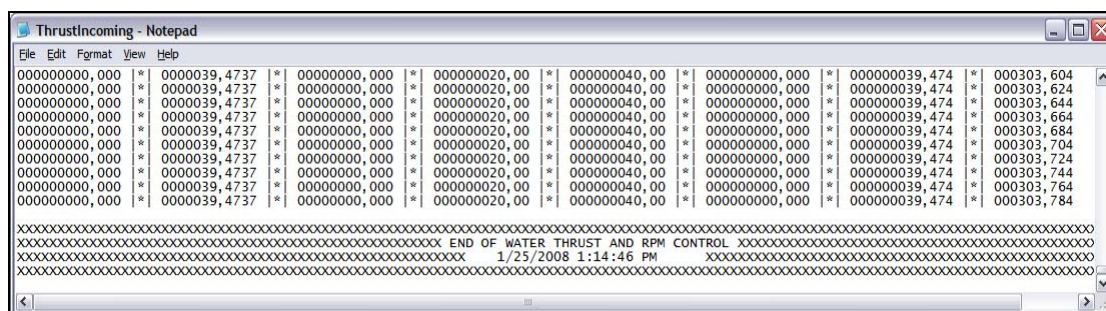 ThrustIncoming - Notepad
File Edit Format View Help
000000000,000 |*| 0000039,4737 |*| 00000000,000 |*| 000000020,00 |*| 000000040,00 |*| 000000000,000 |*| 000000039,474 |*| 000303,604
000000000,000 |*| 0000039,4737 |*| 00000000,000 |*| 000000020,00 |*| 000000040,00 |*| 000000000,000 |*| 000000039,474 |*| 000303,624
000000000,000 |*| 0000039,4737 |*| 00000000,000 |*| 000000020,00 |*| 000000040,00 |*| 000000000,000 |*| 000000039,474 |*| 000303,644
000000000,000 |*| 0000039,4737 |*| 00000000,000 |*| 000000020,00 |*| 000000040,00 |*| 000000000,000 |*| 000000039,474 |*| 000303,664
000000000,000 |*| 0000039,4737 |*| 00000000,000 |*| 000000020,00 |*| 000000040,00 |*| 000000000,000 |*| 000000039,474 |*| 000303,684
000000000,000 |*| 0000039,4737 |*| 00000000,000 |*| 000000020,00 |*| 000000040,00 |*| 000000000,000 |*| 000000039,474 |*| 000303,704
000000000,000 |*| 0000039,4737 |*| 00000000,000 |*| 000000020,00 |*| 000000040,00 |*| 000000000,000 |*| 000000039,474 |*| 000303,724
000000000,000 |*| 0000039,4737 |*| 00000000,000 |*| 000000020,00 |*| 000000040,00 |*| 000000000,000 |*| 000000039,474 |*| 000303,744
000000000,000 |*| 0000039,4737 |*| 00000000,000 |*| 000000020,00 |*| 000000040,00 |*| 000000000,000 |*| 000000039,474 |*| 000303,764
000000000,000 |*| 0000039,4737 |*| 00000000,000 |*| 000000020,00 |*| 000000040,00 |*| 000000000,000 |*| 000000039,474 |*| 000303,784
XXXXXXXXXXXXXXXXXXXXXXXXXXXXXXXXXXXXXXXXXXXXXXXXXXXXXXXXXXXXXXXXXXXXXXXXXXXXXXXXXXXXXXXXXXXXXXXXXXXXXXXXXXXXXXXXXXXXXXXXXXXXXXXXXXXXXX
XXXXXXXXXXXXXXXXXXXXXXXXXXXXXXXXXXXXXXXXXXXXXXXXXXXXX END OF WATER THRUST AND RPM CONTROL XXXXXXXXXXXXXXXXXXXXXXXXXXXXXXXXXXXXXXXXXXXXX
XXXXXXXXXXXXXXXXXXXXXXXXXXXXXXXXXXXXXXXXXXXXXXXXXXXXXXXX 1/25/2008 1:14:46 PM XXXXXXXXXXXXXXXXXXXXXXXXXXXXXXXXXXXXXXXXXXXXXXXXX
XXXXXXXXXXXXXXXXXXXXXXXXXXXXXXXXXXXXXXXXXXXXXXXXXXXXXXXXXXXXXXXXXXXXXXXXXXXXXXXXXXXXXXXXXXXXXXXXXXXXXXXXXXXXXXXXXXXXXXXXXXXXXXXXXXXXXX